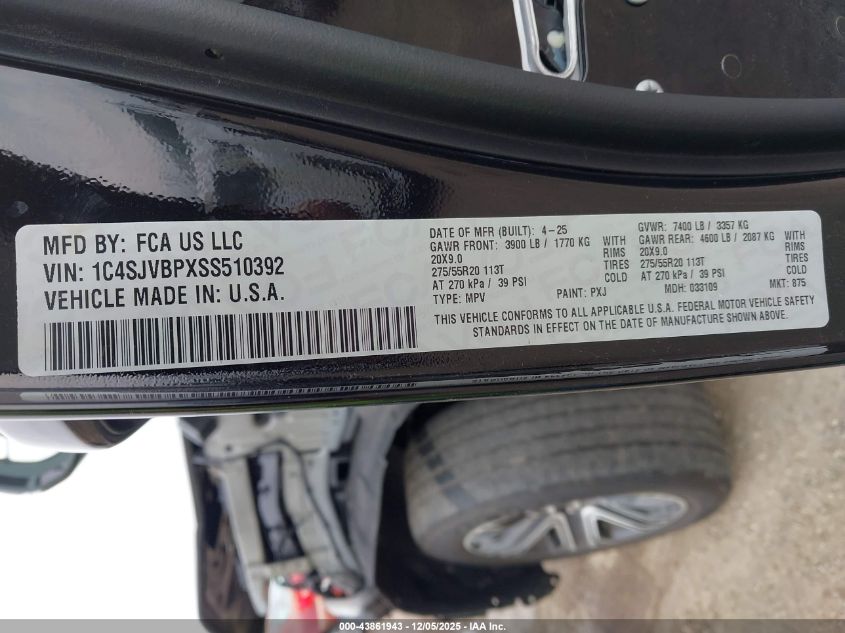 MFD BY: FCA US LLC
VIN: 1C4SJVBPXSS510392
VEHICLE MADE IN: U.S.A.
DATE OF MFR (BUILT): 4-25
GVWR: 7400 LB / 3357 KG
GAWR FRONT: 3900 LB / 1770 KG WITH
GAWR REAR: 4600 LB / 2087 KG WITH
20X9.0 RIMS
20X9.0 RIMS
275/55R20 113T TIRES
275/55R20 113T TIRES
AT 270 kPa / 39 PSI COLD
AT 270 kPa / 39 PSI COLD
TYPE: MPV PAINT: PXJ MDH: 033109 MKT: 875
THIS VEHICLE CONFORMS TO ALL APPLICABLE U.S.A. FEDERAL MOTOR VEHICLE SAFETY
STANDARDS IN EFFECT ON THE DATE OF MANUFACTURE SHOWN ABOVE.
000-43861943 - 12/05/2025 - IAA Inc.